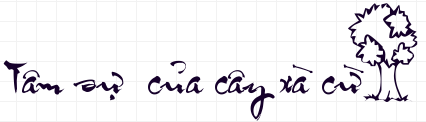 Tâm sự của cây xà cừ